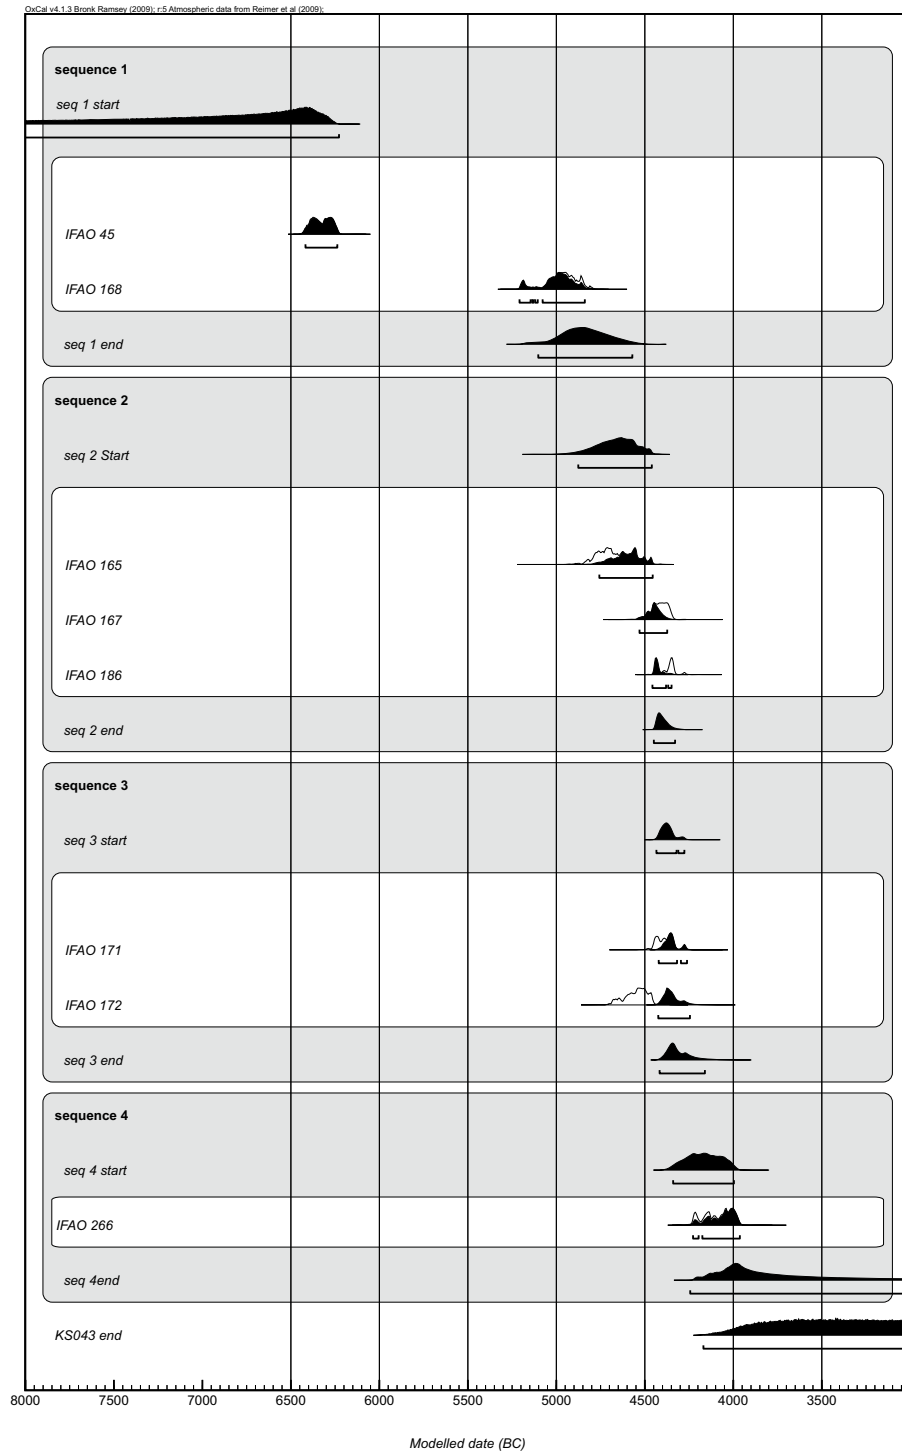 OxCal v4.1.3 Bronk Ramsey (2009); r:5 Atmospheric data from Reimer et al (2009);
sequence 1
seq 1 start
IFAO 45
IFAO 168
seq 1 end
sequence 2
seq 2 Start
IFAO 165
IFAO 167
IFAO 186
seq 2 end
sequence 3
seq 3 start
IFAO 171
IFAO 172
seq 3 end
sequence 4
seq 4 start
IFAO 266
seq 4end
KS043 end
8000 7500 7000 6500 6000 5500 5000 4500 4000 3500
Modelled date (BC)